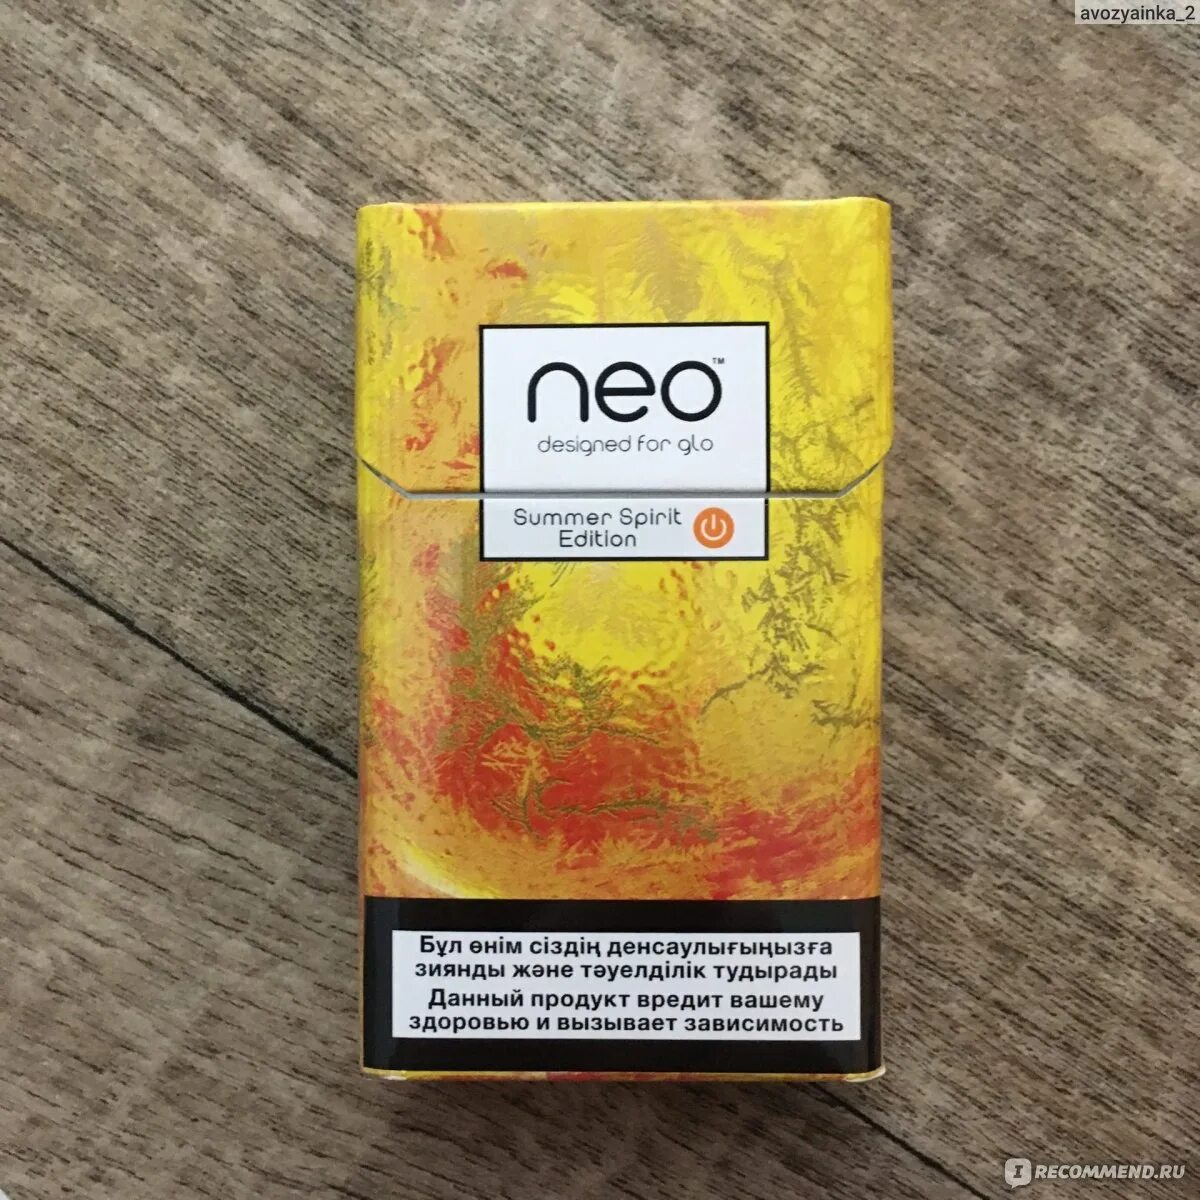 avozyainka_2
neo™
designed for glo
Summer Spirit
Edition
Бұл өнім сіздің денсаулығыңызға
зиянды және тәуелділік тудырады
Данный продукт вредит вашему
здоровью и вызывает зависимость
I RECOMMEND.RU